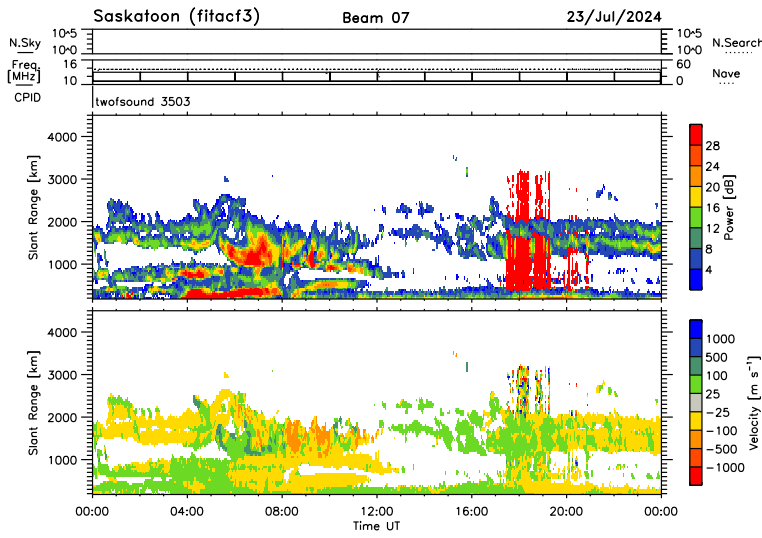 Saskatoon (fitacf3) Beam 07 23/Jul/2024
N.Sky 10^5 10^0 10^5 10^0 N.Search
Freq. [MHz] 16 10 60 0 Nave
CPID twofsound 3503
Slant Range [km]
4000
3000
2000
1000
28
24
20
16
12
8
4
Power [dB]
Slant Range [km]
4000
3000
2000
1000
1000
500
100
25
-25
-100
-500
-1000
Velocity [m s⁻¹]
00:00 04:00 08:00 12:00 16:00 20:00 00:00
Time UT